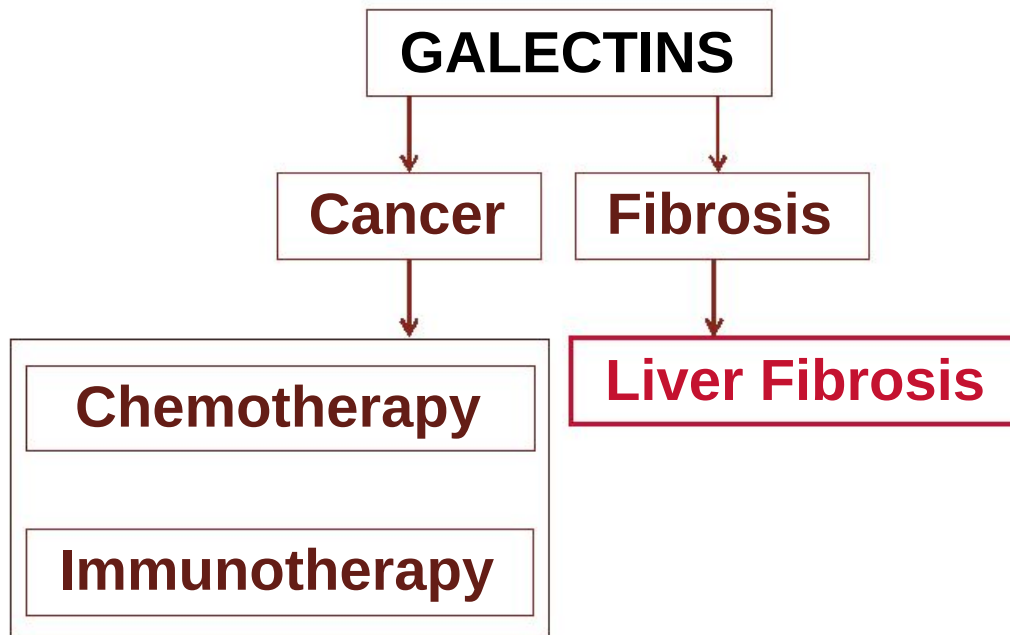 GALECTINS
Cancer
Fibrosis
Chemotherapy
Liver Fibrosis
Immunotherapy